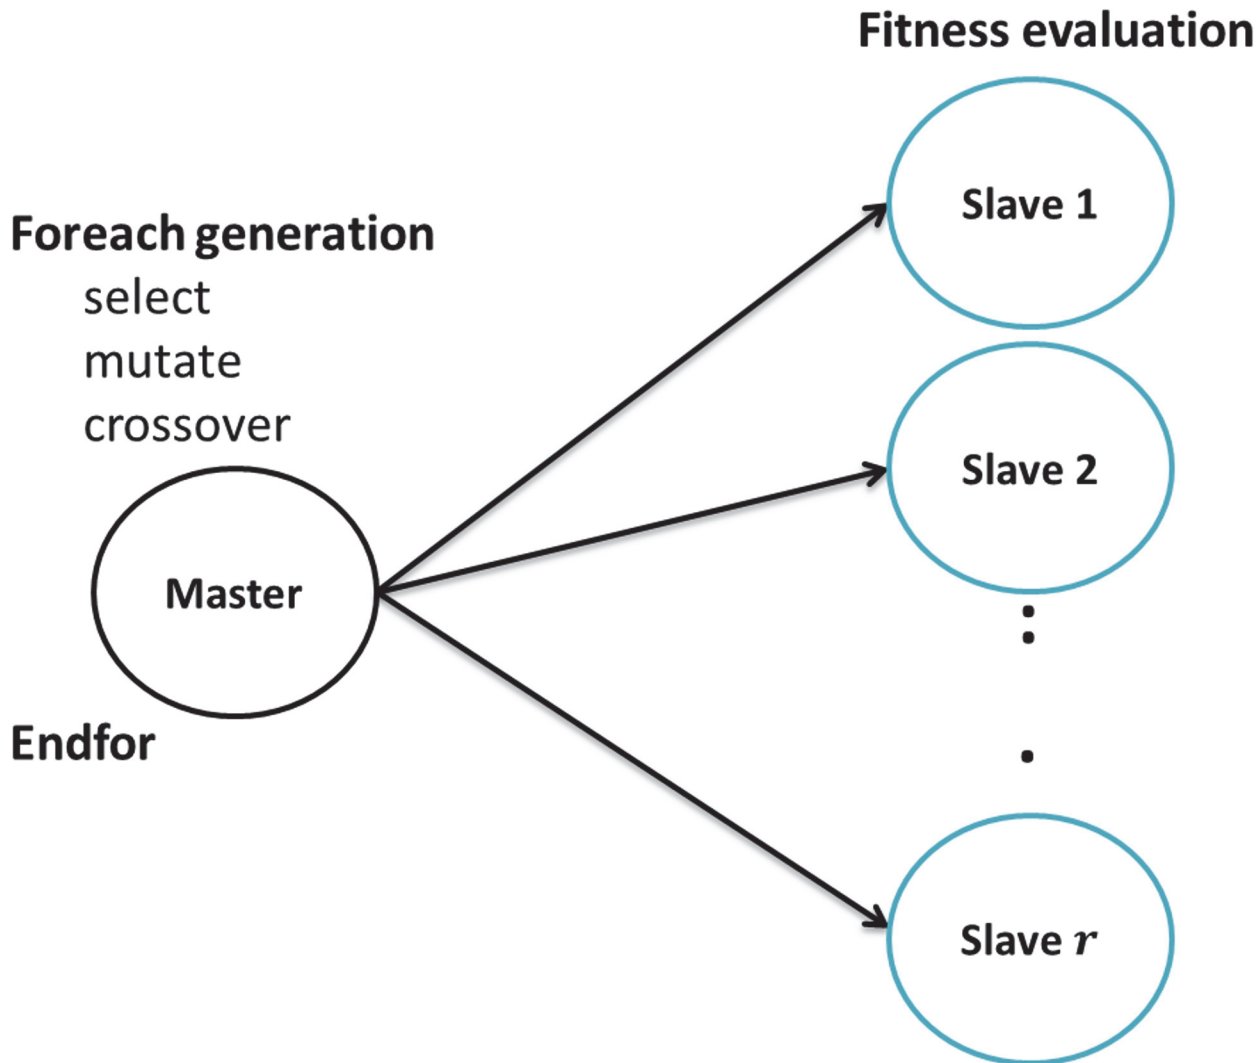 Fitness evaluation
Slave 1
Foreach generation
select
mutate
crossover
Slave 2
Master
Endfor
Slave r